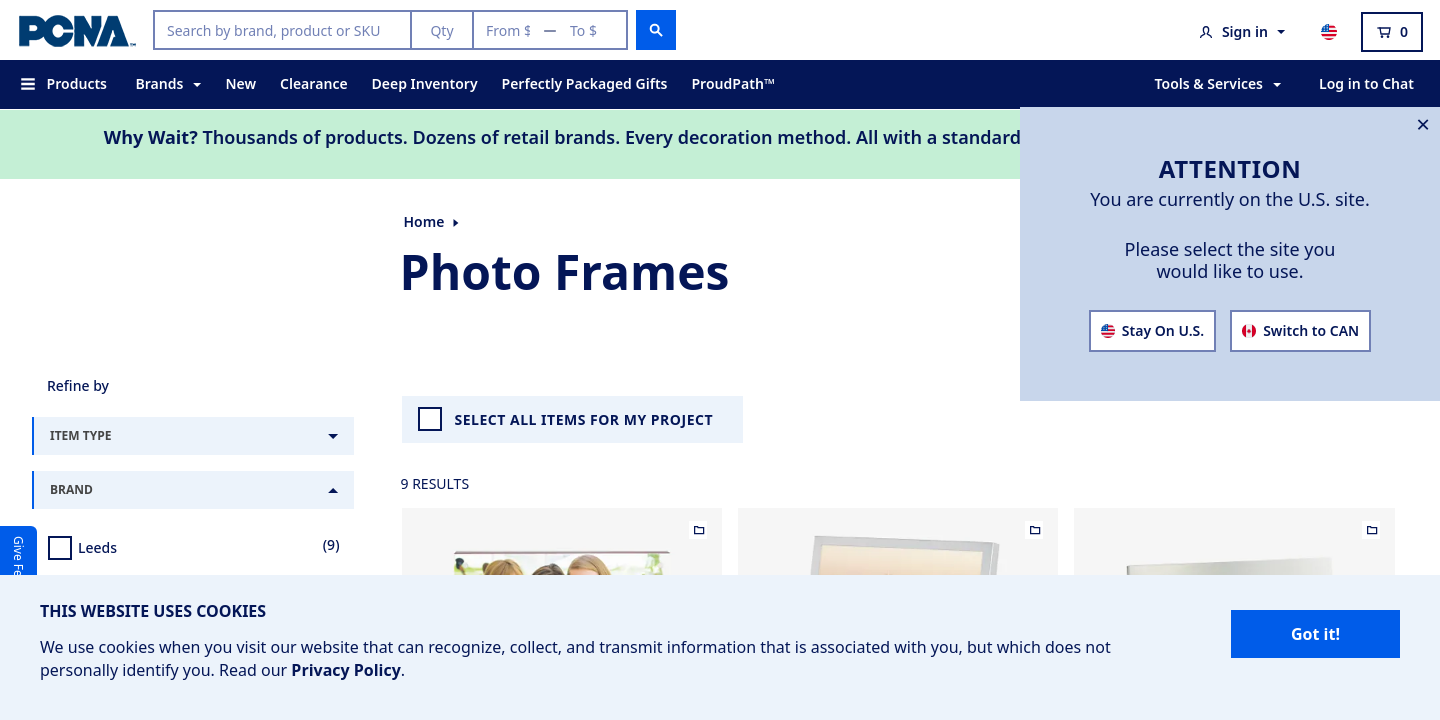 PCNA™
Search by brand, product or SKU
Qty
From $ — To $
Sign in
0
Products
Brands
New
Clearance
Deep Inventory
Perfectly Packaged Gifts
ProudPath™
Tools & Services
Log in to Chat
Why Wait? Thousands of products. Dozens of retail brands. Every decoration method. All with a standard
ATTENTION
You are currently on the U.S. site.
Please select the site you
would like to use.
Stay On U.S.
Switch to CAN
Home
Photo Frames
Refine by
ITEM TYPE
BRAND
Leeds
(9)
SELECT ALL ITEMS FOR MY PROJECT
9 RESULTS
Give Fe
THIS WEBSITE USES COOKIES
We use cookies when you visit our website that can recognize, collect, and transmit information that is associated with you, but which does not
personally identify you. Read our Privacy Policy.
Got it!